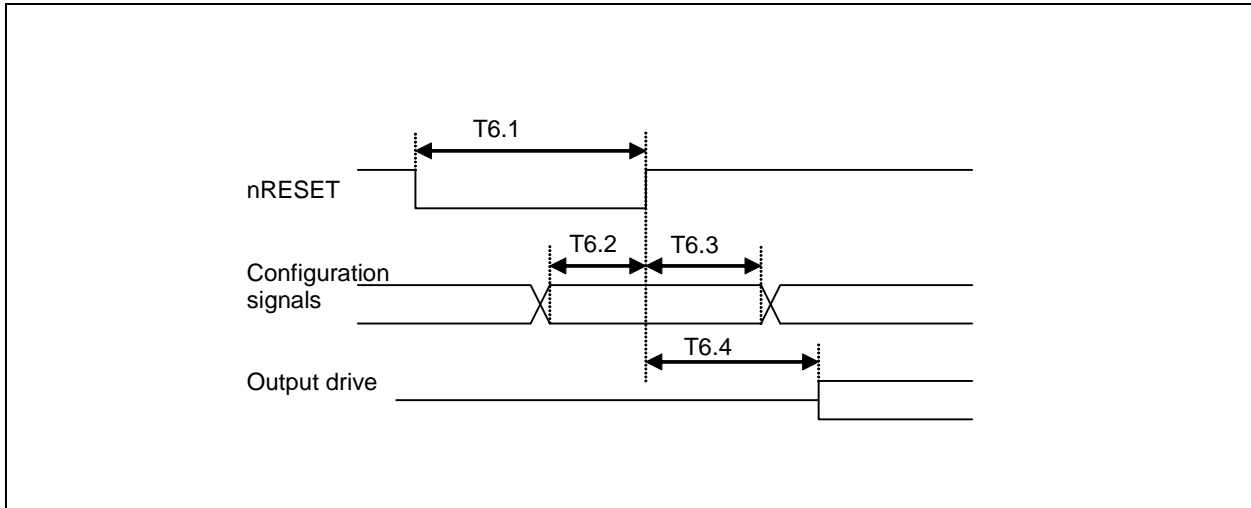 T6.1
nRESET
T6.2
T6.3
Configuration
signals
T6.4
Output drive